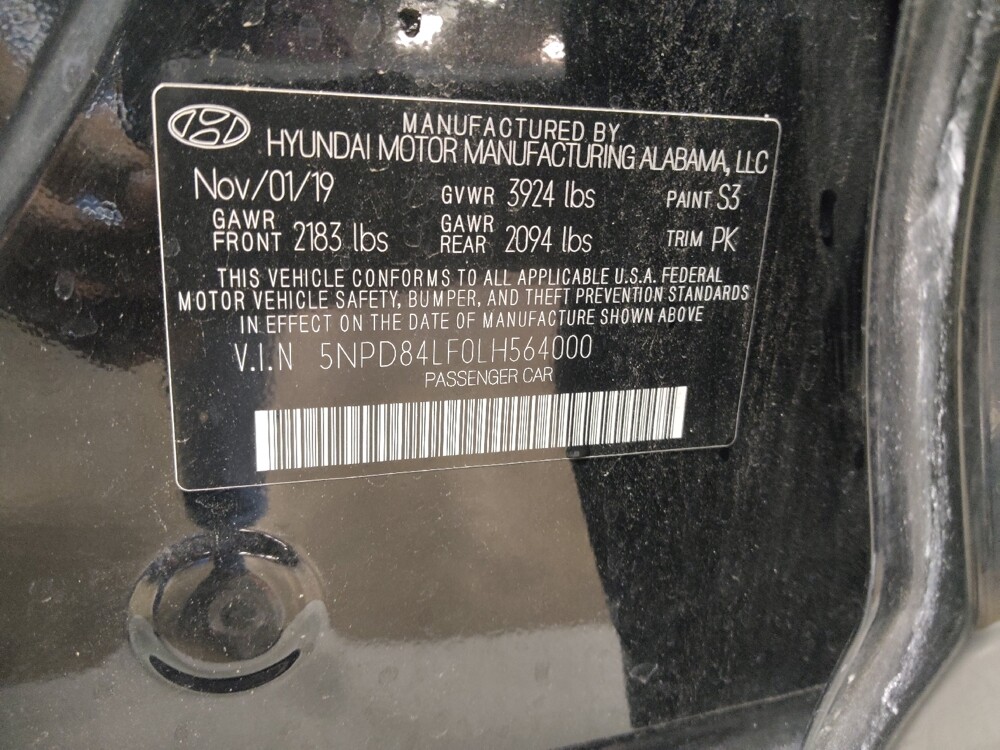 MANUFACTURED BY
HYUNDAI MOTOR MANUFACTURING ALABAMA, LLC
Nov/01/19 GVWR 3924 lbs PAINT S3
GAWR FRONT 2183 lbs GAWR REAR 2094 lbs TRIM PK
THIS VEHICLE CONFORMS TO ALL APPLICABLE U.S.A. FEDERAL
MOTOR VEHICLE SAFETY, BUMPER, AND THEFT PREVENTION STANDARDS
IN EFFECT ON THE DATE OF MANUFACTURE SHOWN ABOVE
V.I.N 5NPD84LF0LH564000
PASSENGER CAR